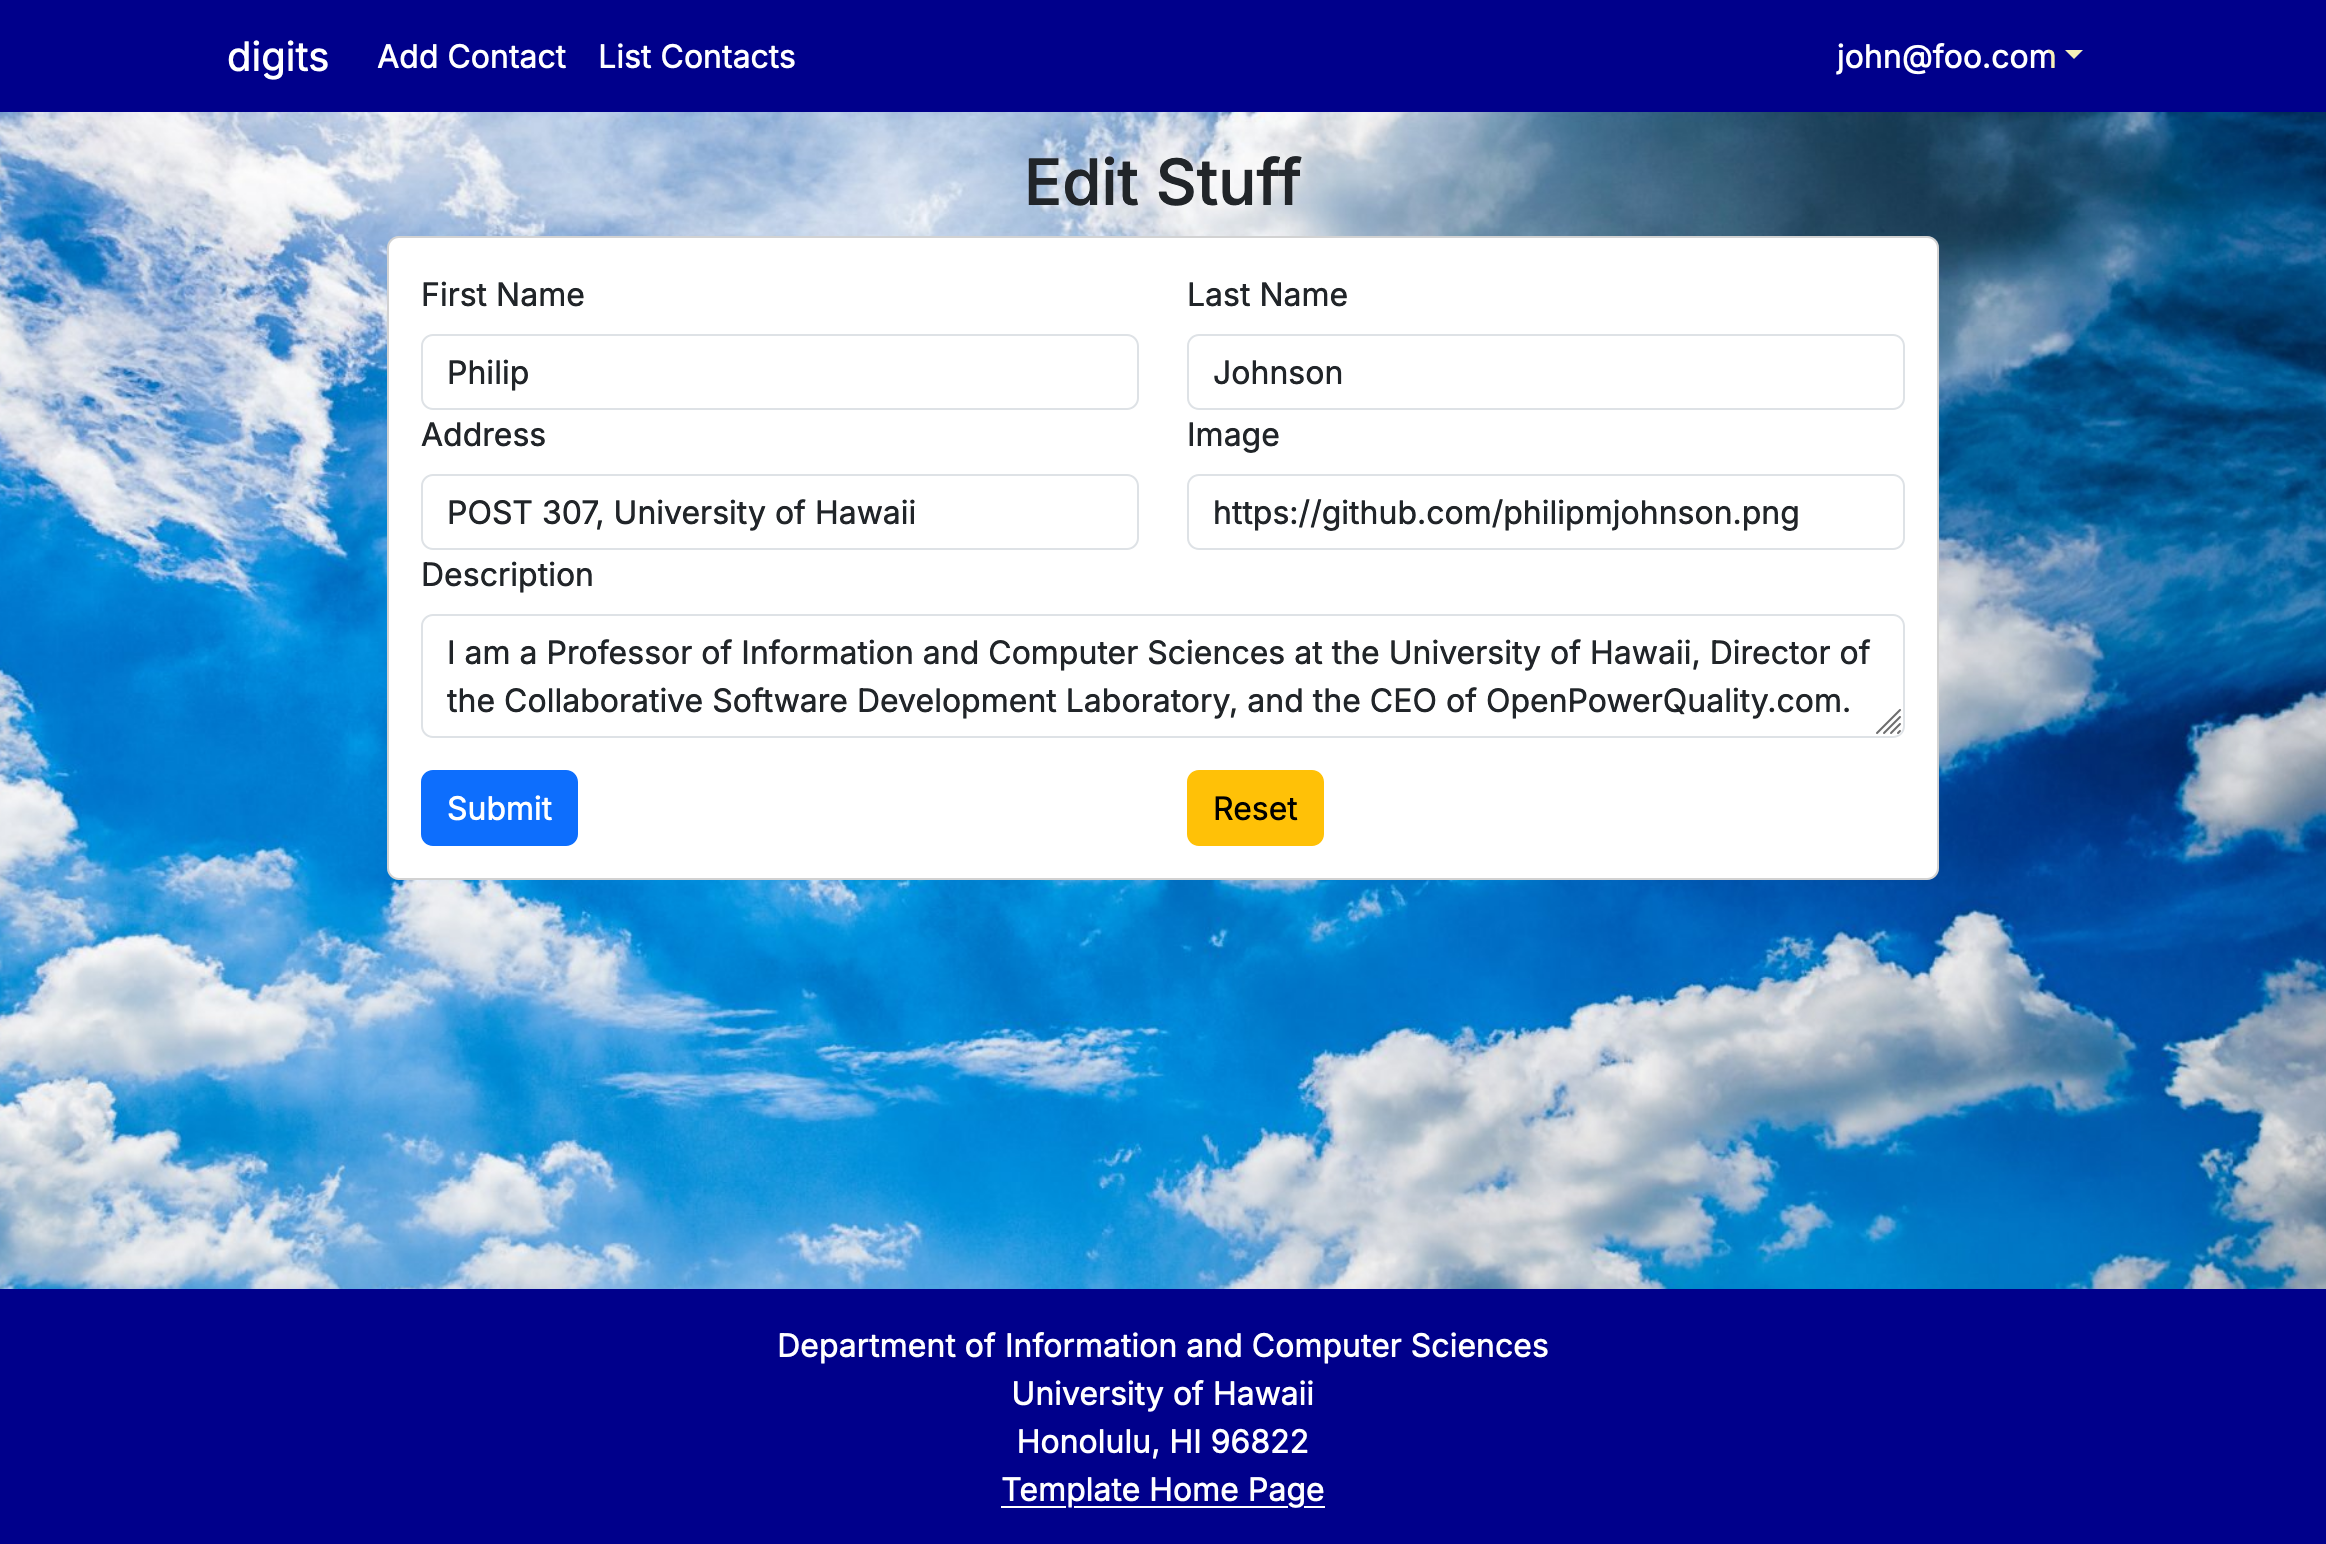 digits Add Contact List Contacts john@foo.com
Edit Stuff
First Name Last Name
Philip Johnson
Address Image
POST 307, University of Hawaii https://github.com/philipmjohnson.png
Description
I am a Professor of Information and Computer Sciences at the University of Hawaii, Director of
the Collaborative Software Development Laboratory, and the CEO of OpenPowerQuality.com.
Submit Reset
Department of Information and Computer Sciences
University of Hawaii
Honolulu, HI 96822
Template Home Page